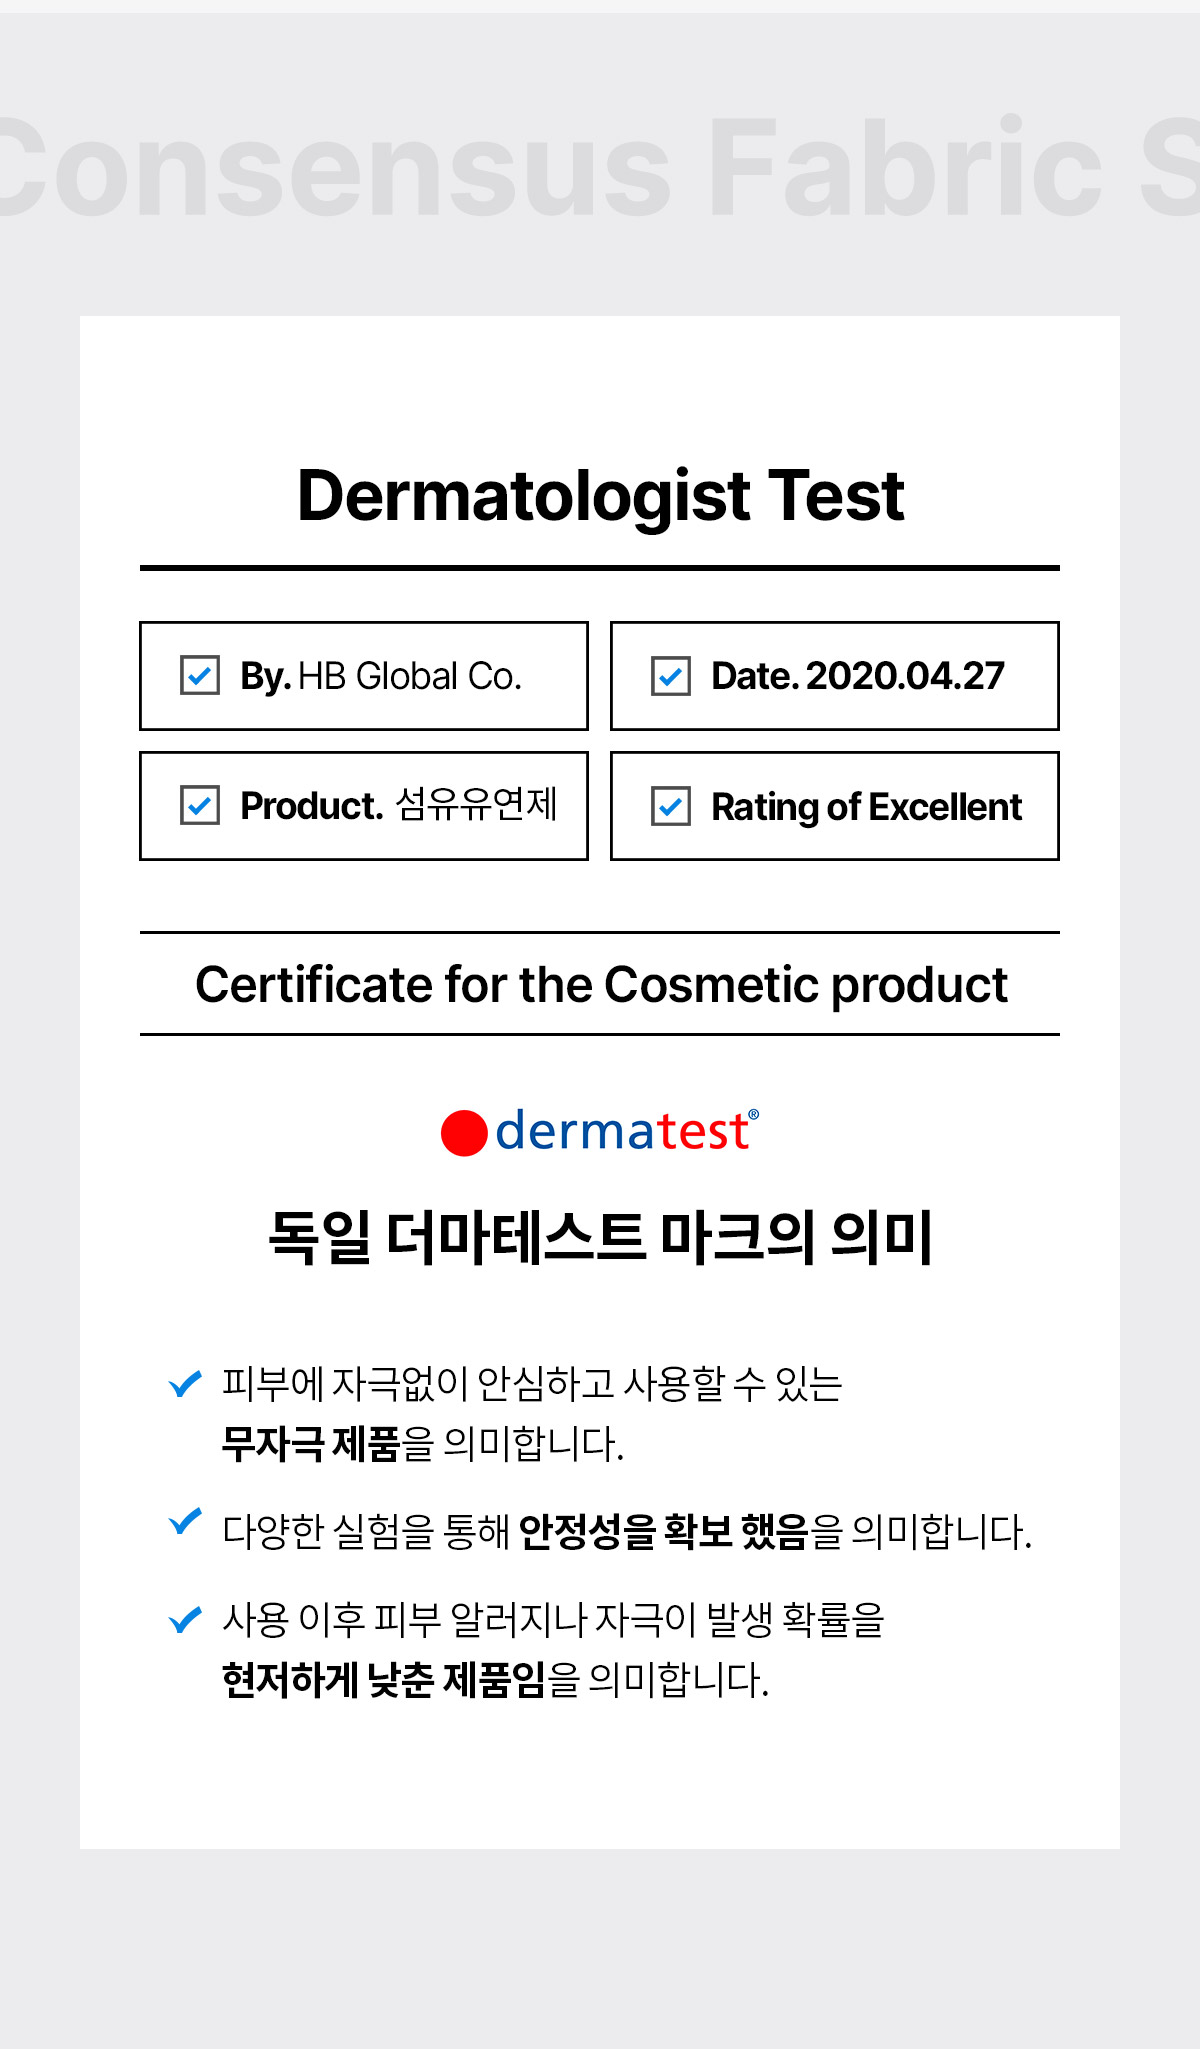 Consensus Fabric S
Dermatologist Test
By. HB Global Co.
Date. 2020.04.27
Product. 섬유유연제
Rating of Excellent
Certificate for the Cosmetic product
dermatest®
독일 더마테스트 마크의 의미
피부에 자극없이 안심하고 사용할 수 있는
무자극 제품을 의미합니다.
다양한 실험을 통해 안정성을 확보 했음을 의미합니다.
사용 이후 피부 알러지나 자극이 발생 확률을
현저하게 낮춘 제품임을 의미합니다.